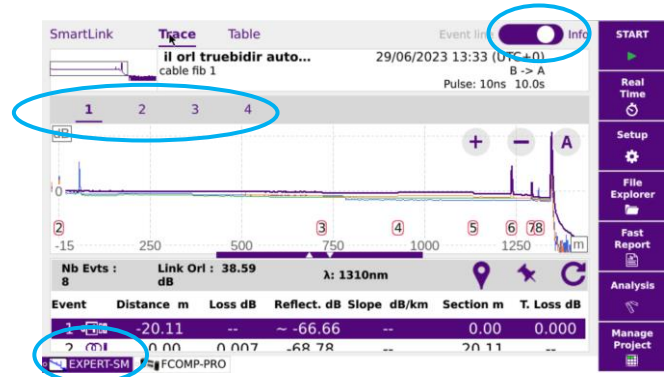 SmartLink Trace Table Event line Info
il orl truebidir auto... 29/06/2023 13:33 (UTC+0)
cable fib 1 B -> A
Pulse: 10ns 10.0s
1 2 3 4
dB + − A
0
2 3 4 5 6 7 8
-15 250 500 750 1000 1250 m
Nb Evts : 8 Link Orl : 38.59 dB λ: 1310nm
Event Distance m Loss dB Reflect. dB Slope dB/km Section m T. Loss dB
1 -20.11 -- ~ -66.66 -- 0.00 0.000
2 0.00 0.007 -68.78 -- 20.11 --
EXPERT-SM FCOMP-PRO
START
Real
Time
Setup
File
Explorer
Fast
Report
Analysis
Manage
Project